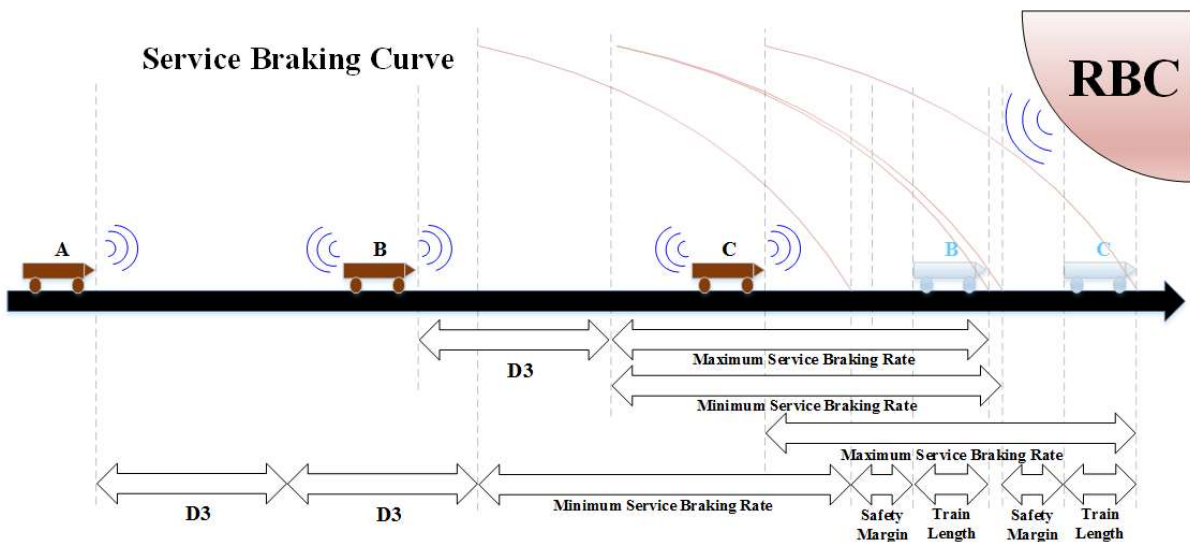 Service Braking Curve
RBC
A
B
C
B
C
D3
Maximum Service Braking Rate
Minimum Service Braking Rate
Maximum Service Braking Rate
D3
D3
Minimum Service Braking Rate
Safety
Margin
Train
Length
Safety
Margin
Train
Length